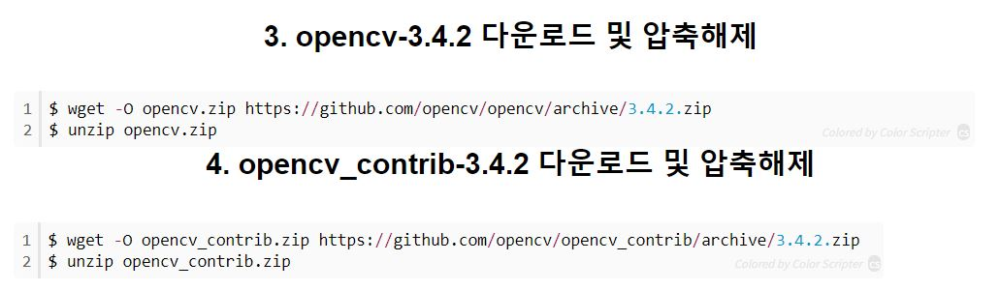 3. opencv-3.4.2 다운로드 및 압축해제
1 $ wget -O opencv.zip https://github.com/opencv/opencv/archive/3.4.2.zip
2 $ unzip opencv.zip
Colored by Color Scripter cs
4. opencv_contrib-3.4.2 다운로드 및 압축해제
1 $ wget -O opencv_contrib.zip https://github.com/opencv/opencv_contrib/archive/3.4.2.zip
2 $ unzip opencv_contrib.zip
Colored by Color Scripter cs